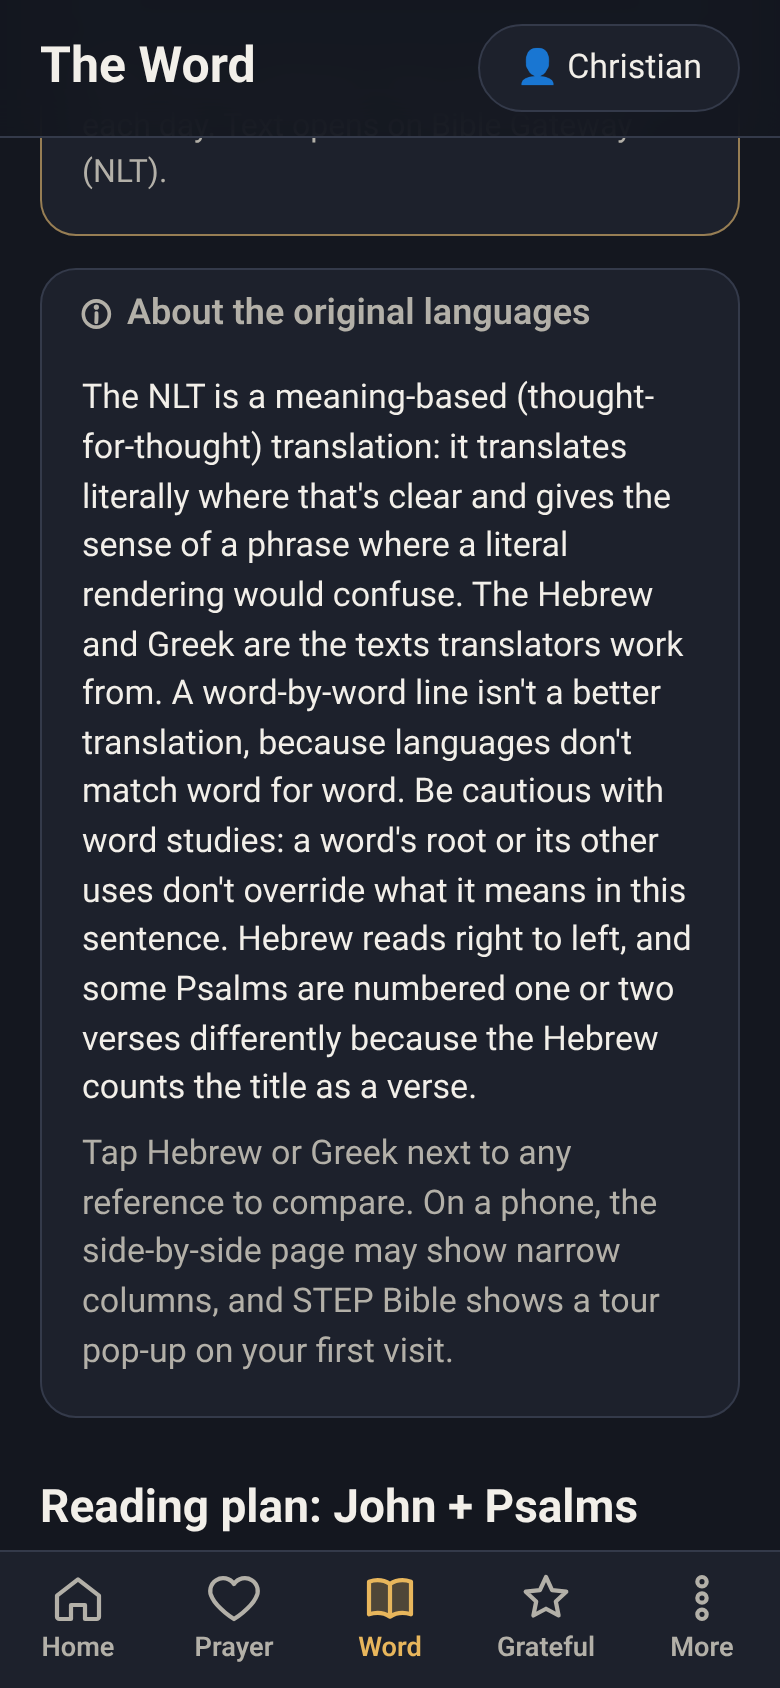 The Word
Christian
each day. Text opens on Bible Gateway
(NLT).
About the original languages
The NLT is a meaning-based (thought-
for-thought) translation: it translates
literally where that's clear and gives the
sense of a phrase where a literal
rendering would confuse. The Hebrew
and Greek are the texts translators work
from. A word-by-word line isn't a better
translation, because languages don't
match word for word. Be cautious with
word studies: a word's root or its other
uses don't override what it means in this
sentence. Hebrew reads right to left, and
some Psalms are numbered one or two
verses differently because the Hebrew
counts the title as a verse.
Tap Hebrew or Greek next to any
reference to compare. On a phone, the
side-by-side page may show narrow
columns, and STEP Bible shows a tour
pop-up on your first visit.
Reading plan: John + Psalms
Home
Prayer
Word
Grateful
More